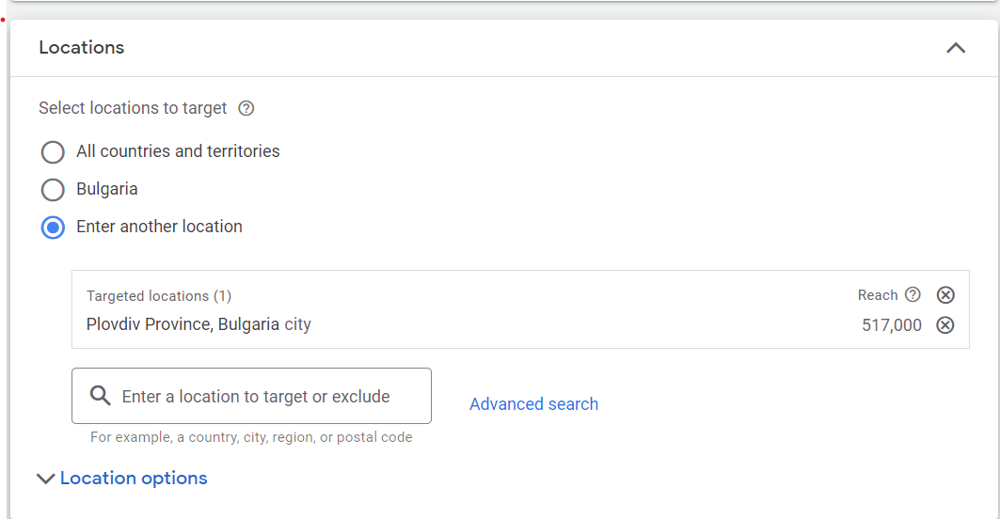 Locations
Select locations to target
All countries and territories
Bulgaria
Enter another location
Targeted locations (1) Reach
Plovdiv Province, Bulgaria city 517,000
Enter a location to target or exclude
Advanced search
For example, a country, city, region, or postal code
Location options